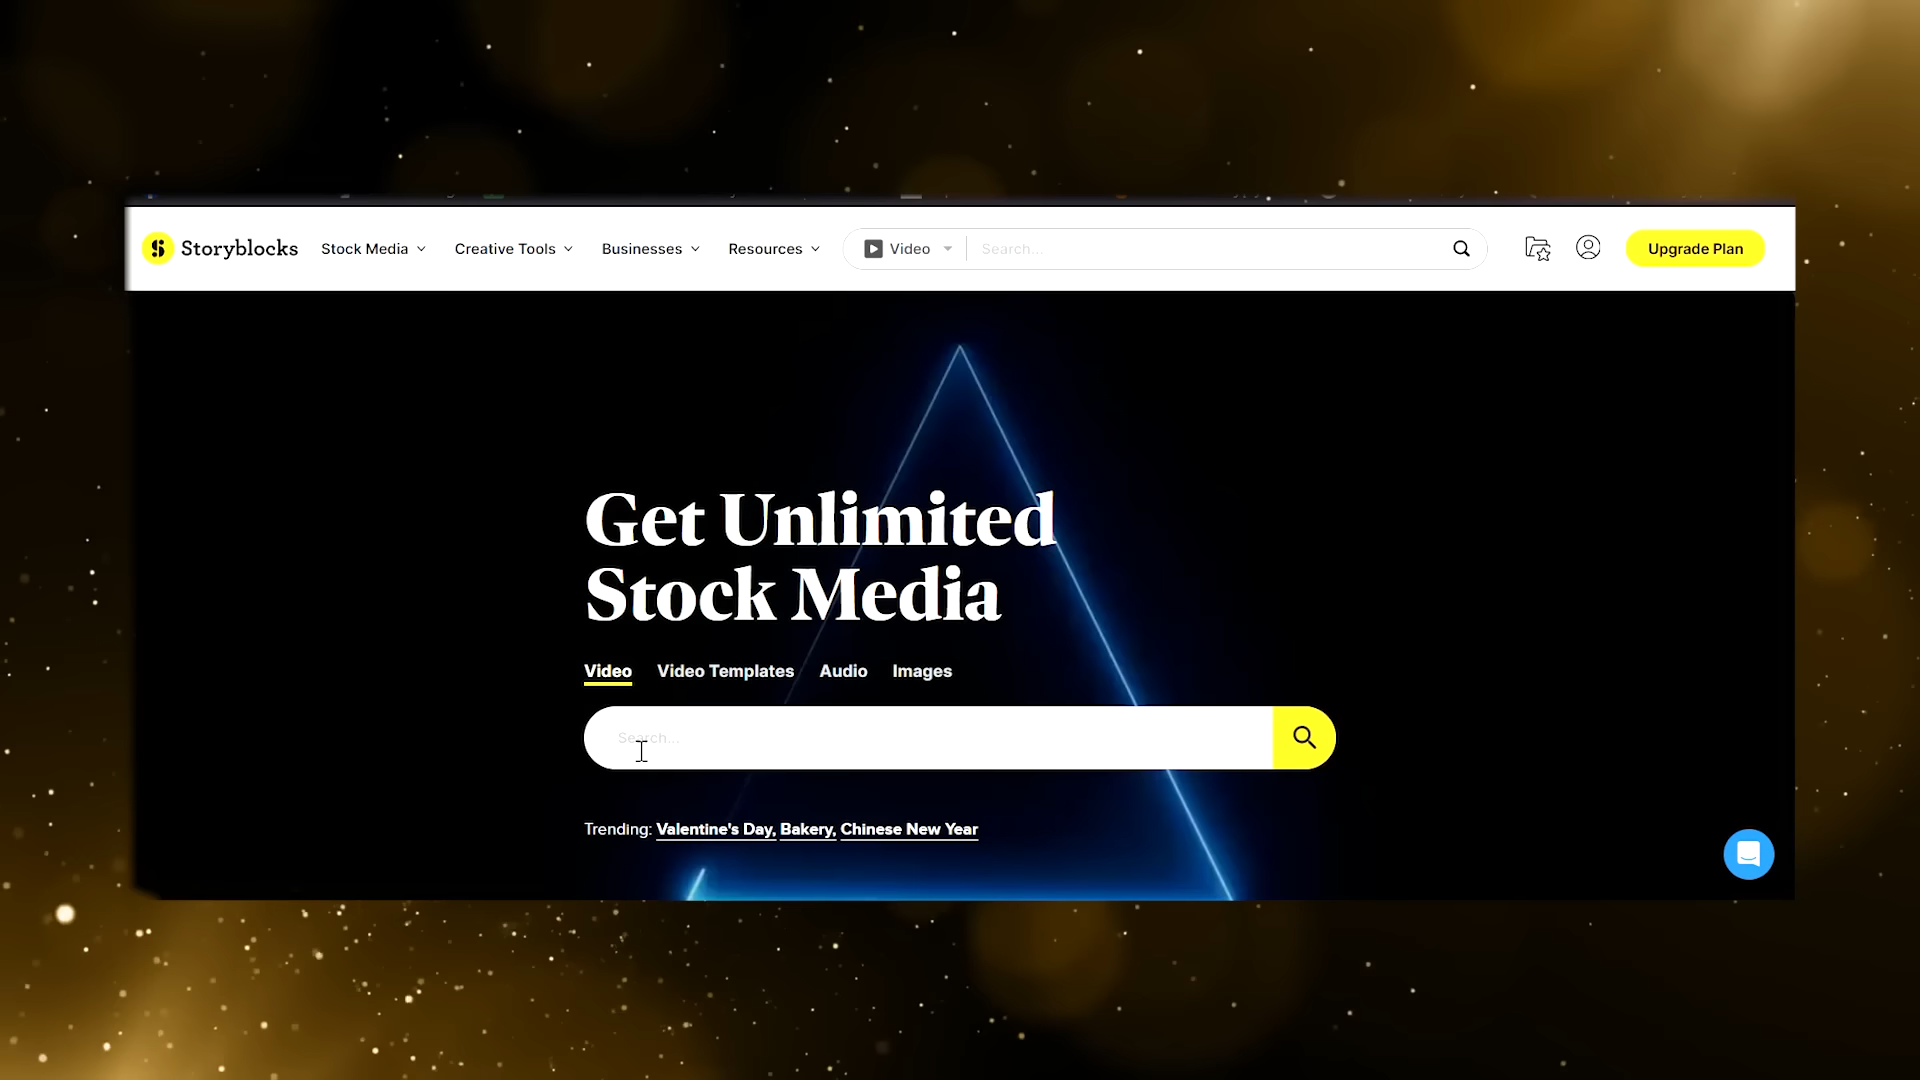 Storyblocks Stock Media Creative Tools Businesses Resources Video Search... Upgrade Plan
Get Unlimited
Stock Media
Video Video Templates Audio Images
Search...
Trending: Valentine's Day, Bakery, Chinese New Year